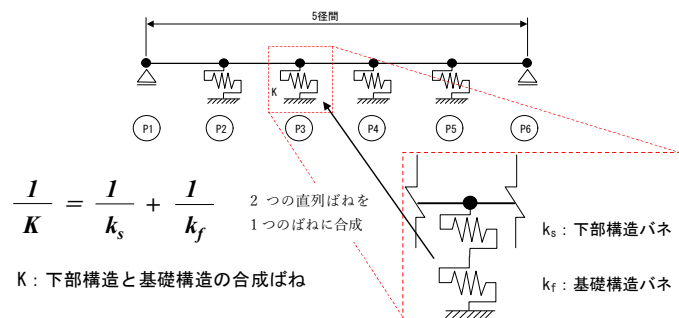 5径間
K
P1 P2 P3 P4 P5 P6
1/K = 1/ks + 1/kf
2 つの直列ばねを
1 つのばねに合成
K：下部構造と基礎構造の合成ばね
ks：下部構造バネ
kf：基礎構造バネ